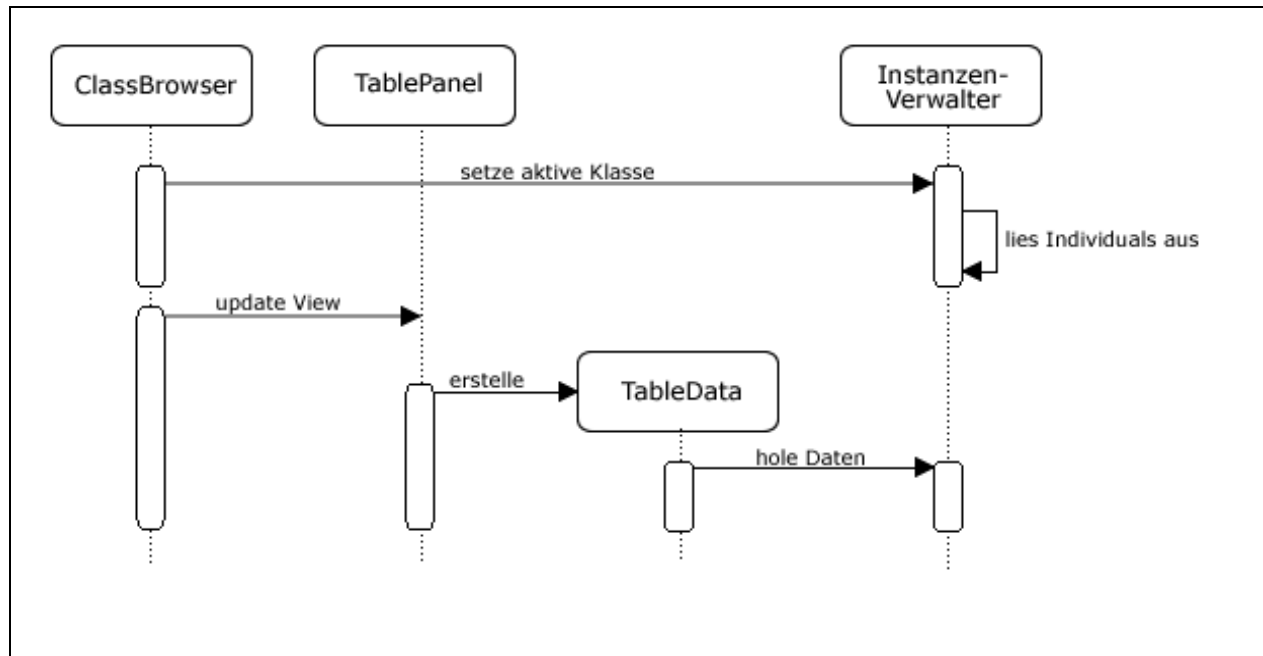 ClassBrowser
TablePanel
Instanzen-
Verwalter
setze aktive Klasse
lies Individuals aus
update View
erstelle
TableData
hole Daten